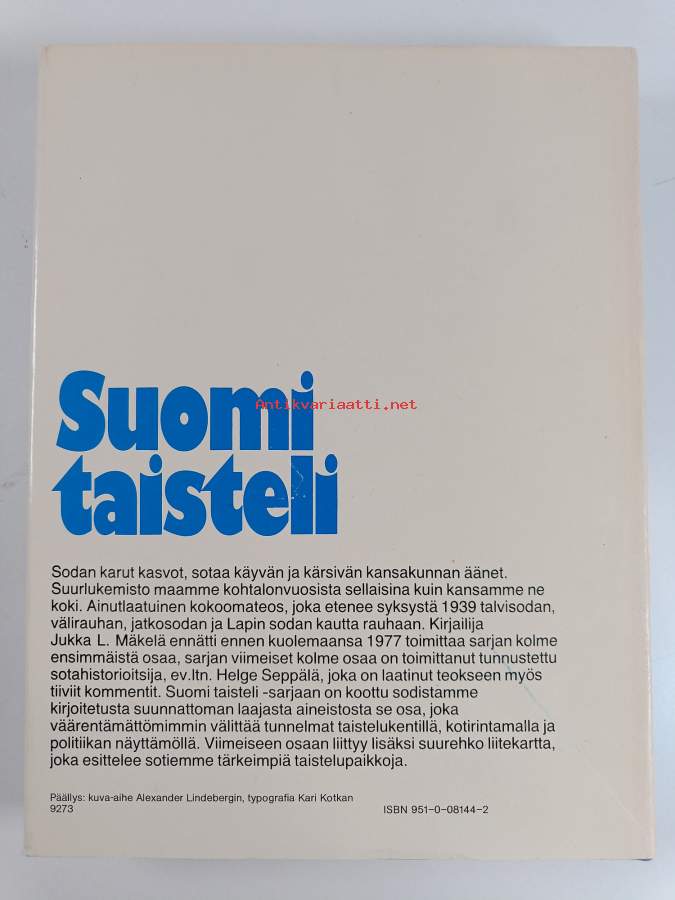 Suomi
Antikvariaatti.net
taisteli
Sodan karut kasvot, sotaa käyvän ja kärsivän kansakunnan äänet.
Suurlukemisto maamme kohtalonvuosista sellaisina kuin kansamme ne
koki. Ainutlaatuinen kokoomateos, joka etenee syksystä 1939 talvisodan,
välirauhan, jatkosodan ja Lapin sodan kautta rauhaan. Kirjailija
Jukka L. Mäkelä ennätti ennen kuolemaansa 1977 toimittaa sarjan kolme
ensimmäistä osaa, sarjan viimeiset kolme osaa on toimittanut tunnustettu
sotahistorioitsija, ev.ltn. Helge Seppälä, joka on laatinut teokseen myös
tiiviit kommentit. Suomi taisteli -sarjaan on koottu sodistamme
kirjoitetusta suunnattoman laajasta aineistosta se osa, joka
väärentämättömimmin välittää tunnelmat taistelukentillä, kotirintamalla ja
politiikan näyttämöllä. Viimeiseen osaan liittyy lisäksi suurehko liitekartta,
joka esittelee sotiemme tärkeimpiä taistelupaikkoja.
Päällys: kuva-aihe Alexander Lindebergin, typografia Kari Kotkan
9273 ISBN 951-0-08144-2